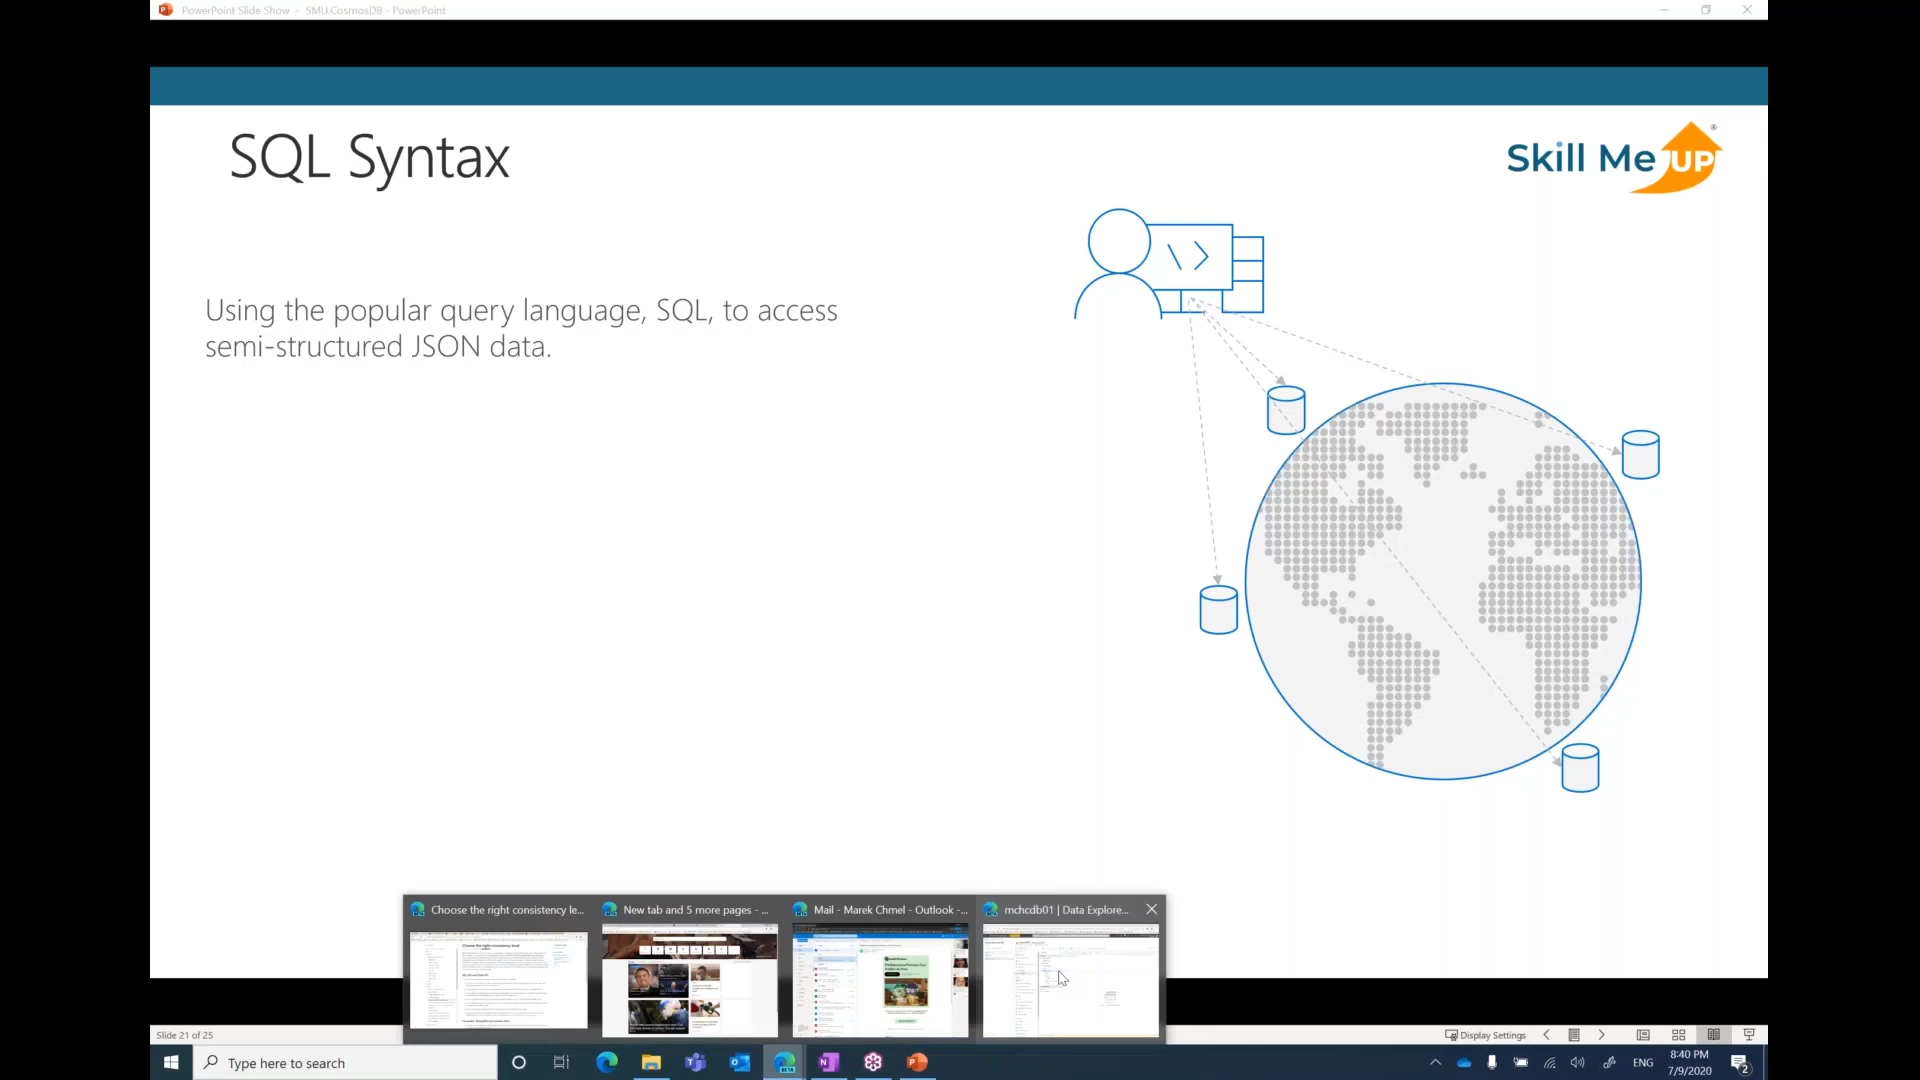 PowerPoint Slide Show - SMU.CosmosDB - PowerPoint
SQL Syntax
Skill Me UP®
Using the popular query language, SQL, to access
semi-structured JSON data.
Choose the right consistency le...
New tab and 5 more pages - ...
Mail - Marek Chmel - Outlook -...
mchcdb01 | Data Explore...
Slide 21 of 25
Display Settings
Type here to search
ENG
8:40 PM
7/9/2020
2